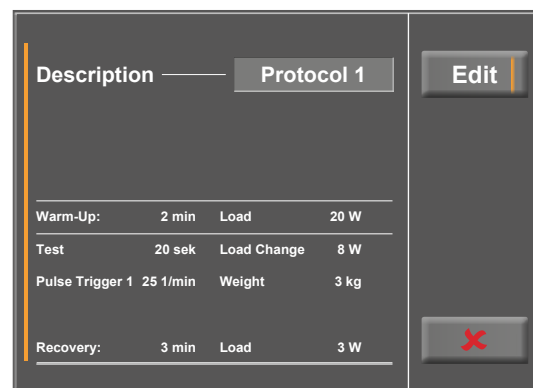 Description Protocol 1 Edit
Warm-Up: 2 min Load 20 W
Test 20 sek Load Change 8 W
Pulse Trigger 1 25 1/min Weight 3 kg
Recovery: 3 min Load 3 W